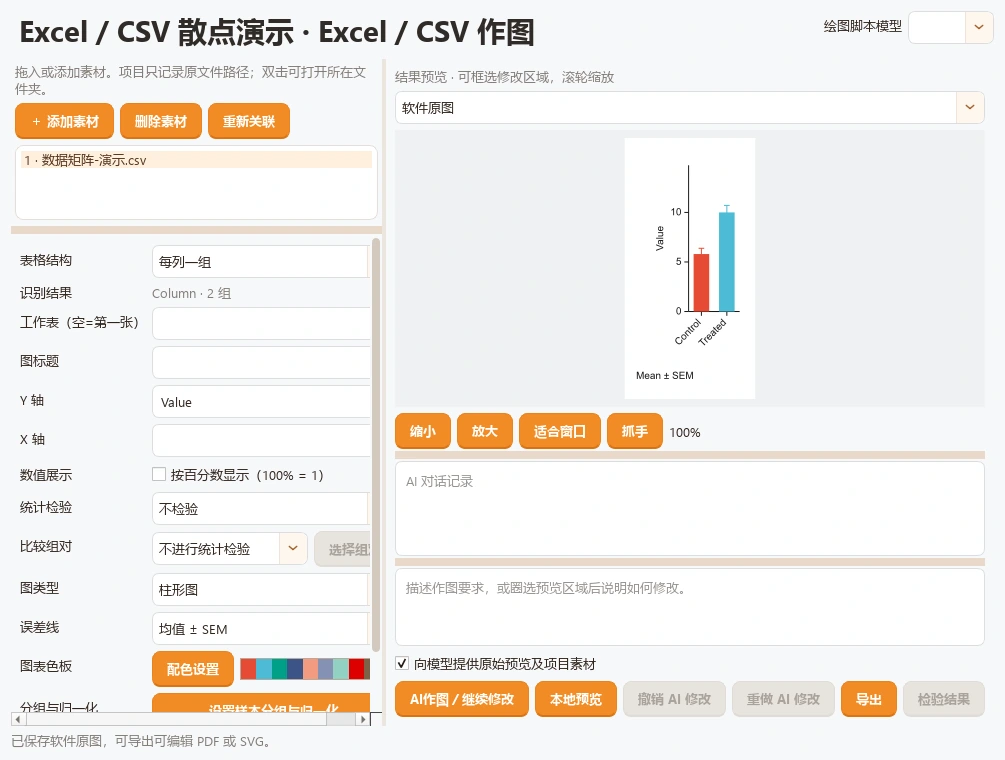 Excel / CSV 散点演示 · Excel / CSV 作图
绘图脚本模型
拖入或添加素材。项目只记录原文件路径；双击可打开所在文
件夹。
＋ 添加素材
删除素材
重新关联
1 · 数据矩阵-演示.csv
表格结构
每列一组
识别结果
Column · 2 组
工作表（空=第一张）
图标题
Y 轴
Value
X 轴
数值展示
按百分数显示（100% = 1）
统计检验
不检验
比较组对
不进行统计检验
选择组
图类型
柱形图
误差线
均值 ± SEM
图表色板
配色设置
分组与归一化
设置样本分组与归一化
已保存软件原图，可导出可编辑 PDF 或 SVG。
结果预览 · 可框选修改区域，滚轮缩放
软件原图
10
5
0
Value
Control
Treated
Mean ± SEM
缩小
放大
适合窗口
抓手
100%
AI 对话记录
描述作图要求，或圈选预览区域后说明如何修改。
向模型提供原始预览及项目素材
AI作图 / 继续修改
本地预览
撤销 AI 修改
重做 AI 修改
导出
检验结果